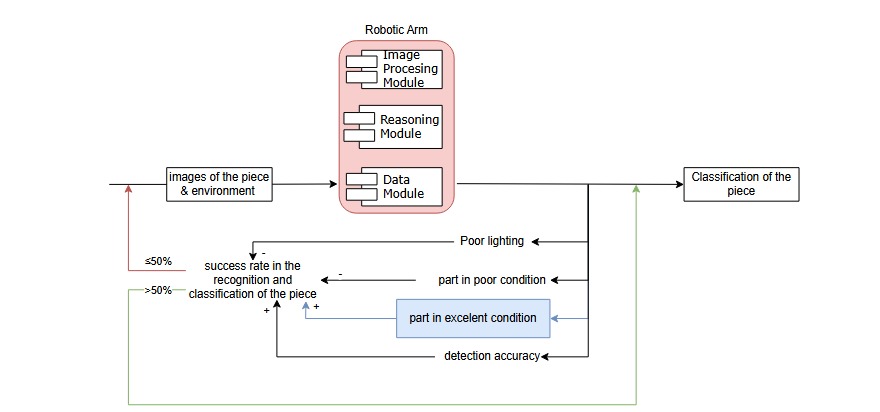 Robotic Arm
Image
Procesing
Module
Reasoning
Module
Data
Module
images of the piece
& environment
Classification of the
piece
Poor lighting
-
≤50%
success rate in the
recognition and
classification of the piece
-
part in poor condition
>50%
+
+
part in excelent condition
detection accuracy